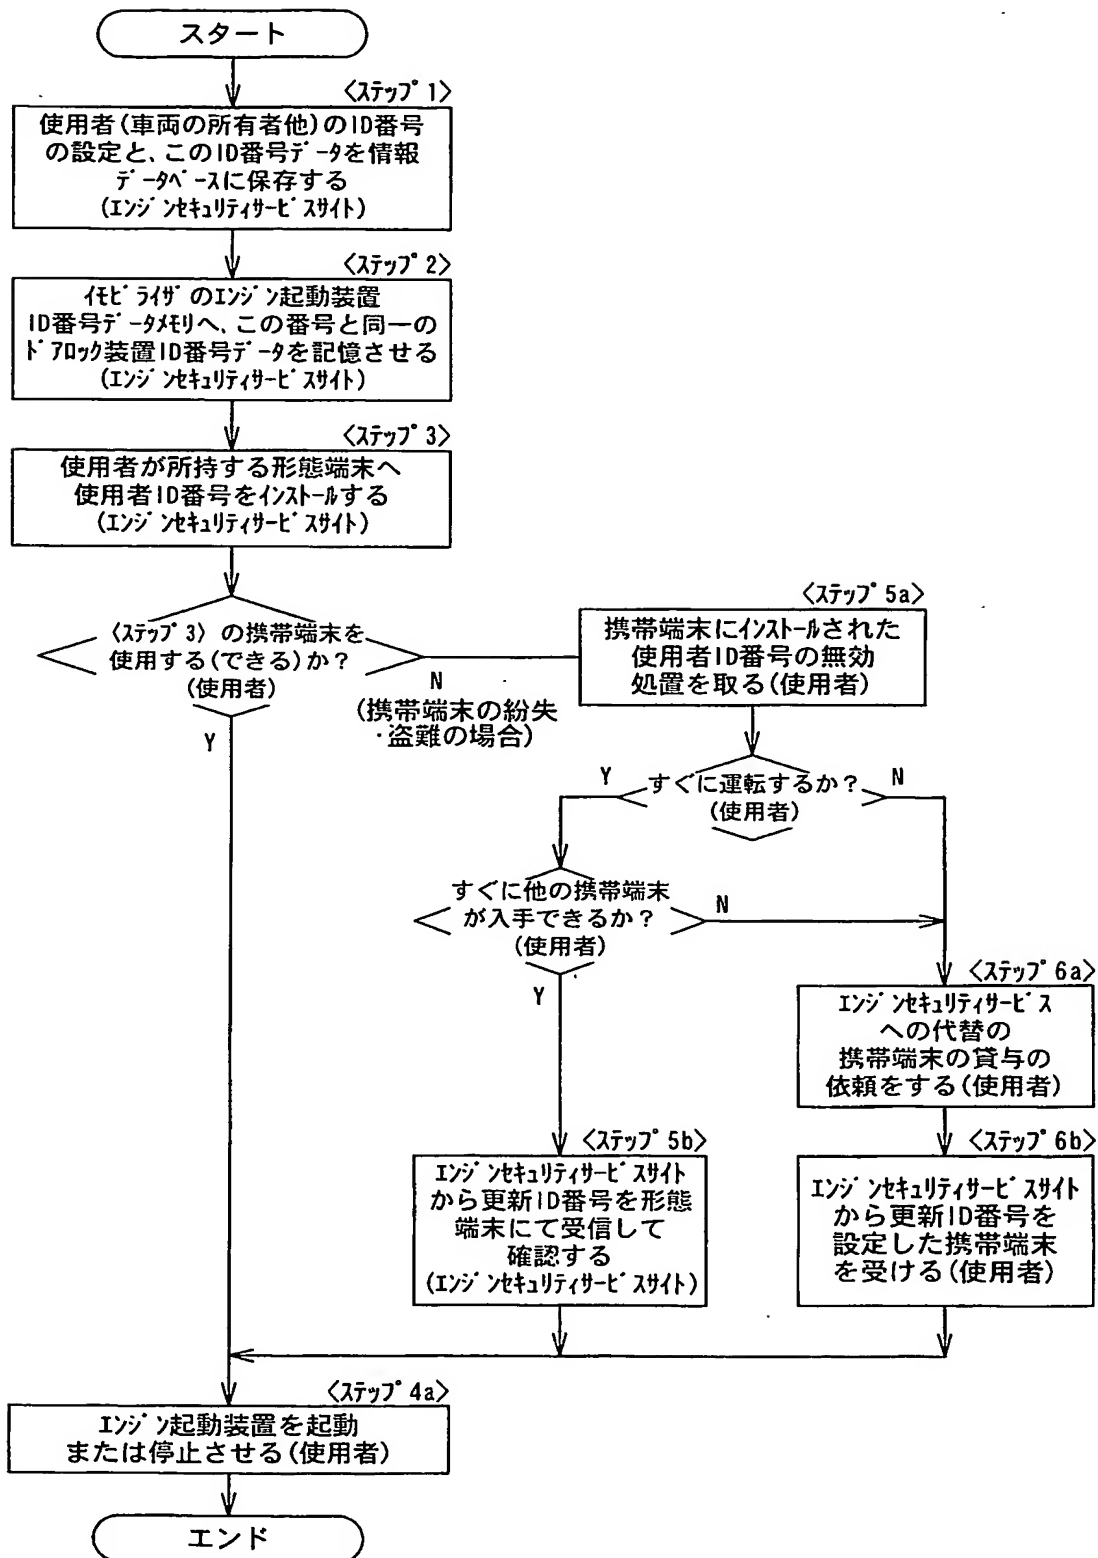 スタート
〈ステップ 1〉
使用者(車両の所有者他)のID番号
の設定と、このID番号データを情報
データベースに保存する
(エンジンセキュリティサービスサイト)
〈ステップ 2〉
イモビライザのエンジン起動装置
ID番号データメモリへ、この番号と同一の
ドアロック装置ID番号データを記憶させる
(エンジンセキュリティサービスサイト)
〈ステップ 3〉
使用者が所持する形態端末へ
使用者ID番号をインストールする
(エンジンセキュリティサービスサイト)
〈ステップ 3〉の携帯端末を
使用する(できる)か?
(使用者)
Y
N
(携帯端末の紛失
・盗難の場合)
〈ステップ 5a〉
携帯端末にインストールされた
使用者ID番号の無効
処置を取る(使用者)
すぐに運転するか?
(使用者)
Y
N
すぐに他の携帯端末
が入手できるか?
(使用者)
N
Y
〈ステップ 6a〉
エンジンセキュリティサービス
への代替の
携帯端末の貸与の
依頼をする(使用者)
〈ステップ 5b〉
エンジンセキュリティサービスサイト
から更新ID番号を形態
端末にて受信して
確認する
(エンジンセキュリティサービスサイト)
〈ステップ 6b〉
エンジンセキュリティサービスサイト
から更新ID番号を
設定した携帯端末
を受ける(使用者)
〈ステップ 4a〉
エンジン起動装置を起動
または停止させる(使用者)
エンド